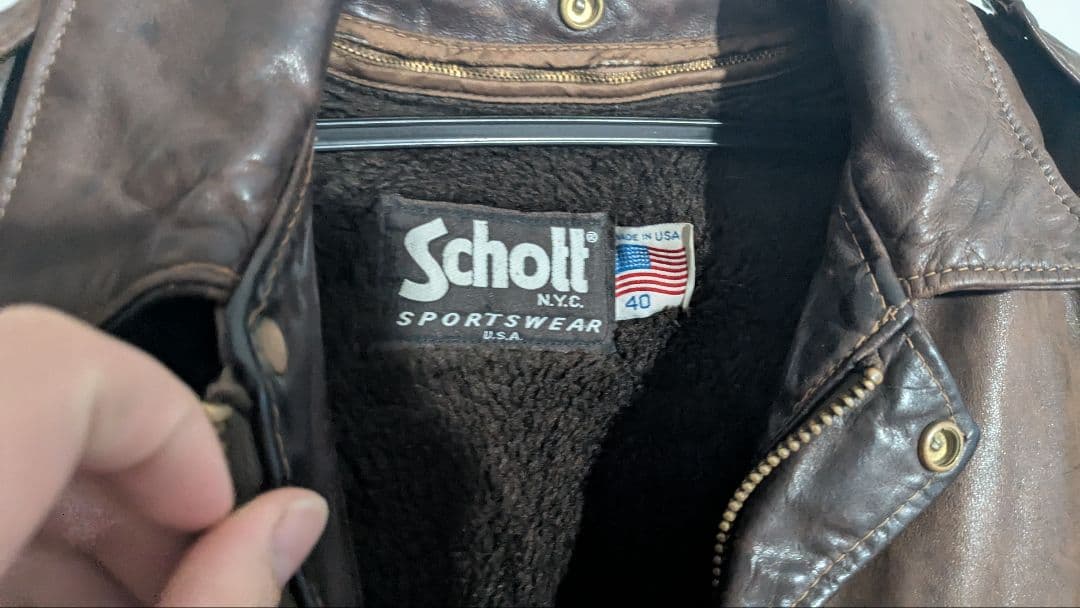 Schott®
N.Y.C.
SPORTSWEAR
U.S.A.
MADE IN USA
40